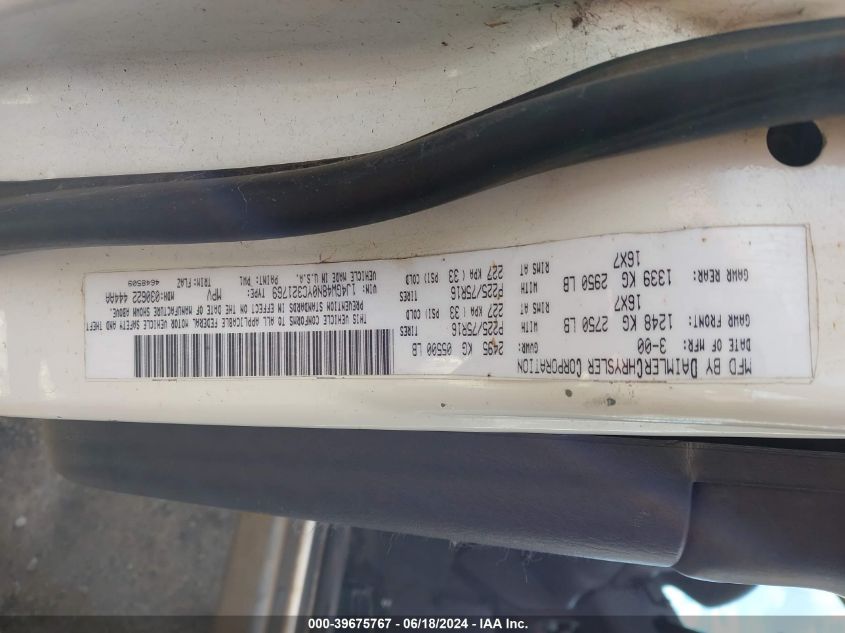 MFD BY DAIMLERCHRYSLER CORPORATION
DATE OF MFR: 3-00 GVWR: 2495 KG 05500 LB
GAWR FRONT: 1248 KG 2750 LB WITH P225/75R16 TIRES
16X7 RIMS AT 227 KPA ( 33 PSI) COLD
GAWR REAR: 1339 KG 2950 LB WITH P225/75R16 TIRES
16X7 RIMS AT 227 KPA ( 33 PSI) COLD
THIS VEHICLE CONFORMS TO ALL APPLICABLE FEDERAL MOTOR VEHICLE SAFETY AND THEFT
PREVENTION STANDARDS IN EFFECT ON THE DATE OF MANUFACTURE SHOWN ABOVE.
VIN: 1J4GW48N8YC321769 TYPE: MPV MDH: 030622 444AA
VEHICLE MADE IN U.S.A. PAINT: PW1 TRIM: FLAZ 4648509
000-39675767 / 06/18/2024 - IAA Inc.